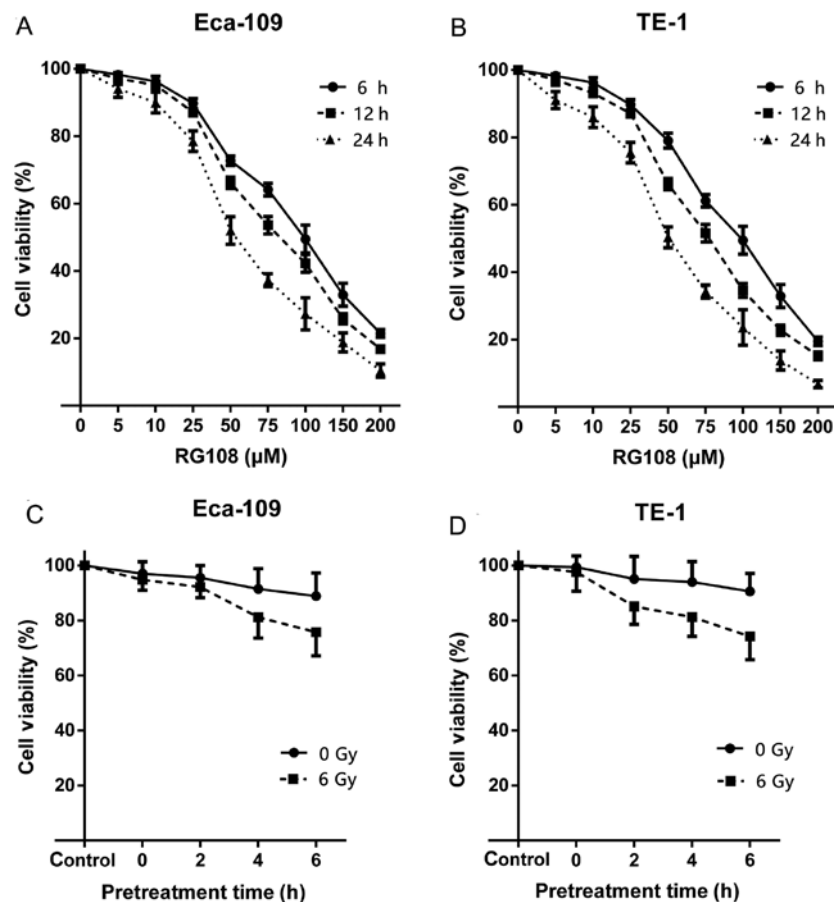 A
Eca-109
100
80
60
40
20
Cell viability (%)
6 h
12 h
24 h
0 5 10 25 50 75 100 150 200
RG108 (µM)
B
TE-1
100
80
60
40
20
Cell viability (%)
6 h
12 h
24 h
0 5 10 25 50 75 100 150 200
RG108 (µM)
C
Eca-109
100
80
60
40
20
Cell viability (%)
0 Gy
6 Gy
Control 0 2 4 6
Pretreatment time (h)
D
TE-1
100
80
60
40
20
Cell viability (%)
0 Gy
6 Gy
Control 0 2 4 6
Pretreatment time (h)